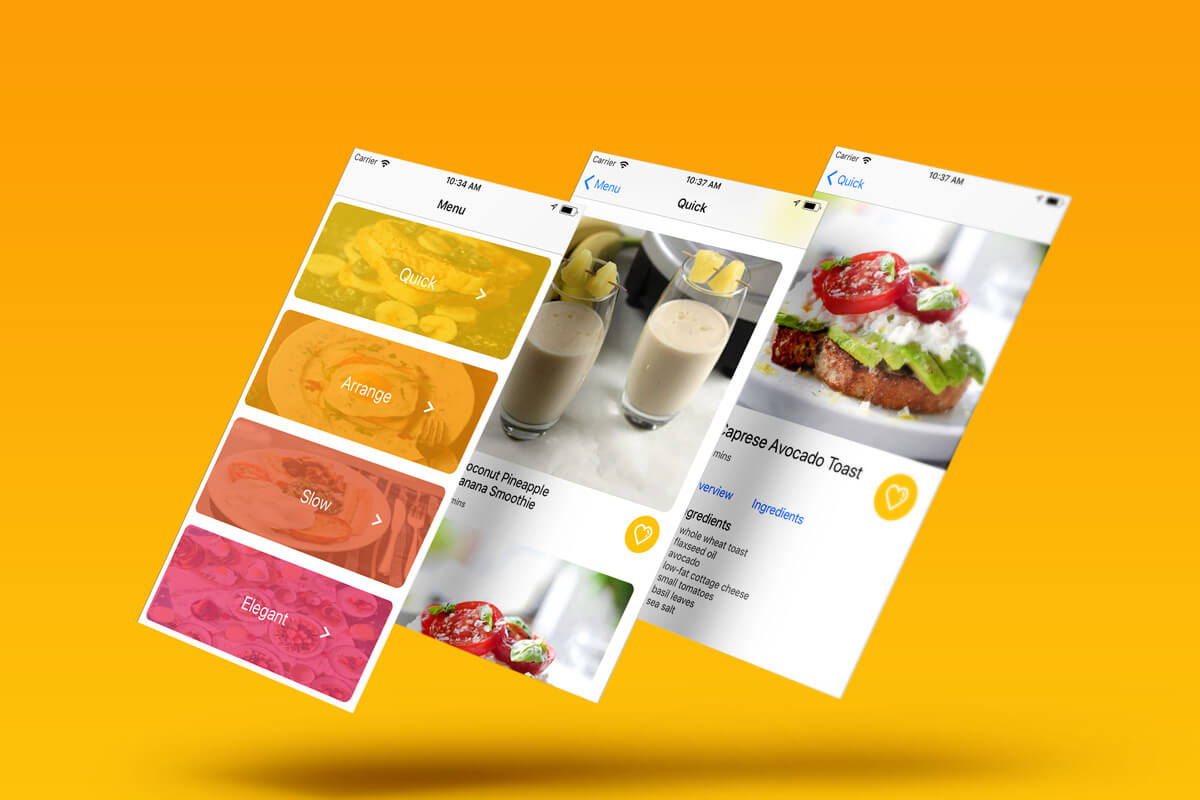 Carrier
10:34 AM
Menu
Quick
Arrange
Slow
Elegant
Carrier
10:37 AM
Menu
Quick
oconut Pineapple
anana Smoothie
mins
Carrier
10:37 AM
Quick
aprese Avocado Toast
mins
verview
Ingredients
gredients
whole wheat toast
flaxseed oil
avocado
low-fat cottage cheese
small tomatoes
basil leaves
sea salt